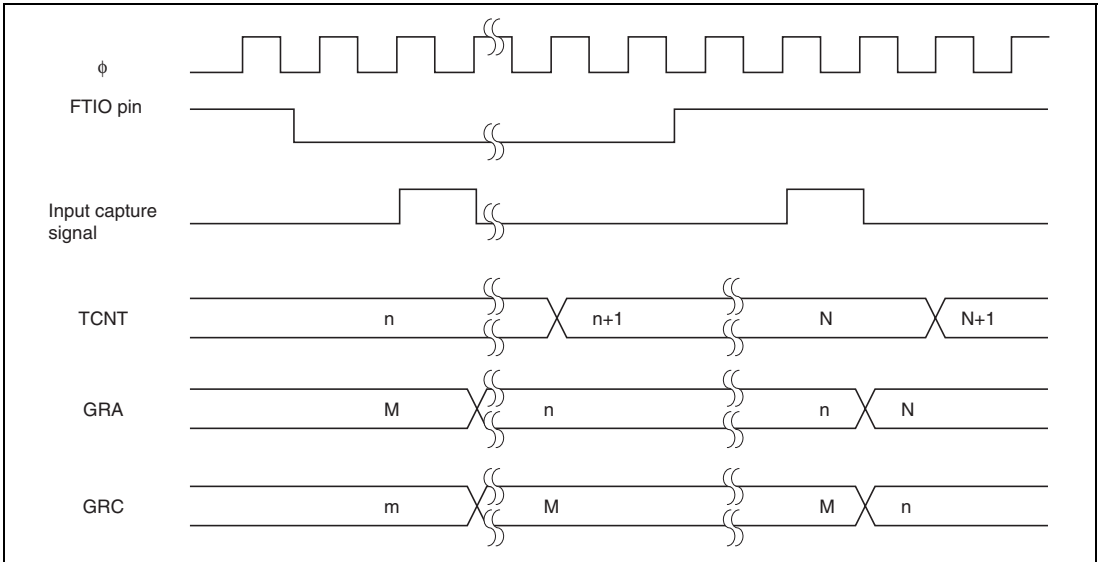 ϕ
FTIO pin
Input capture
signal
TCNT
n
n+1
N
N+1
GRA
M
n
n
N
GRC
m
M
M
n